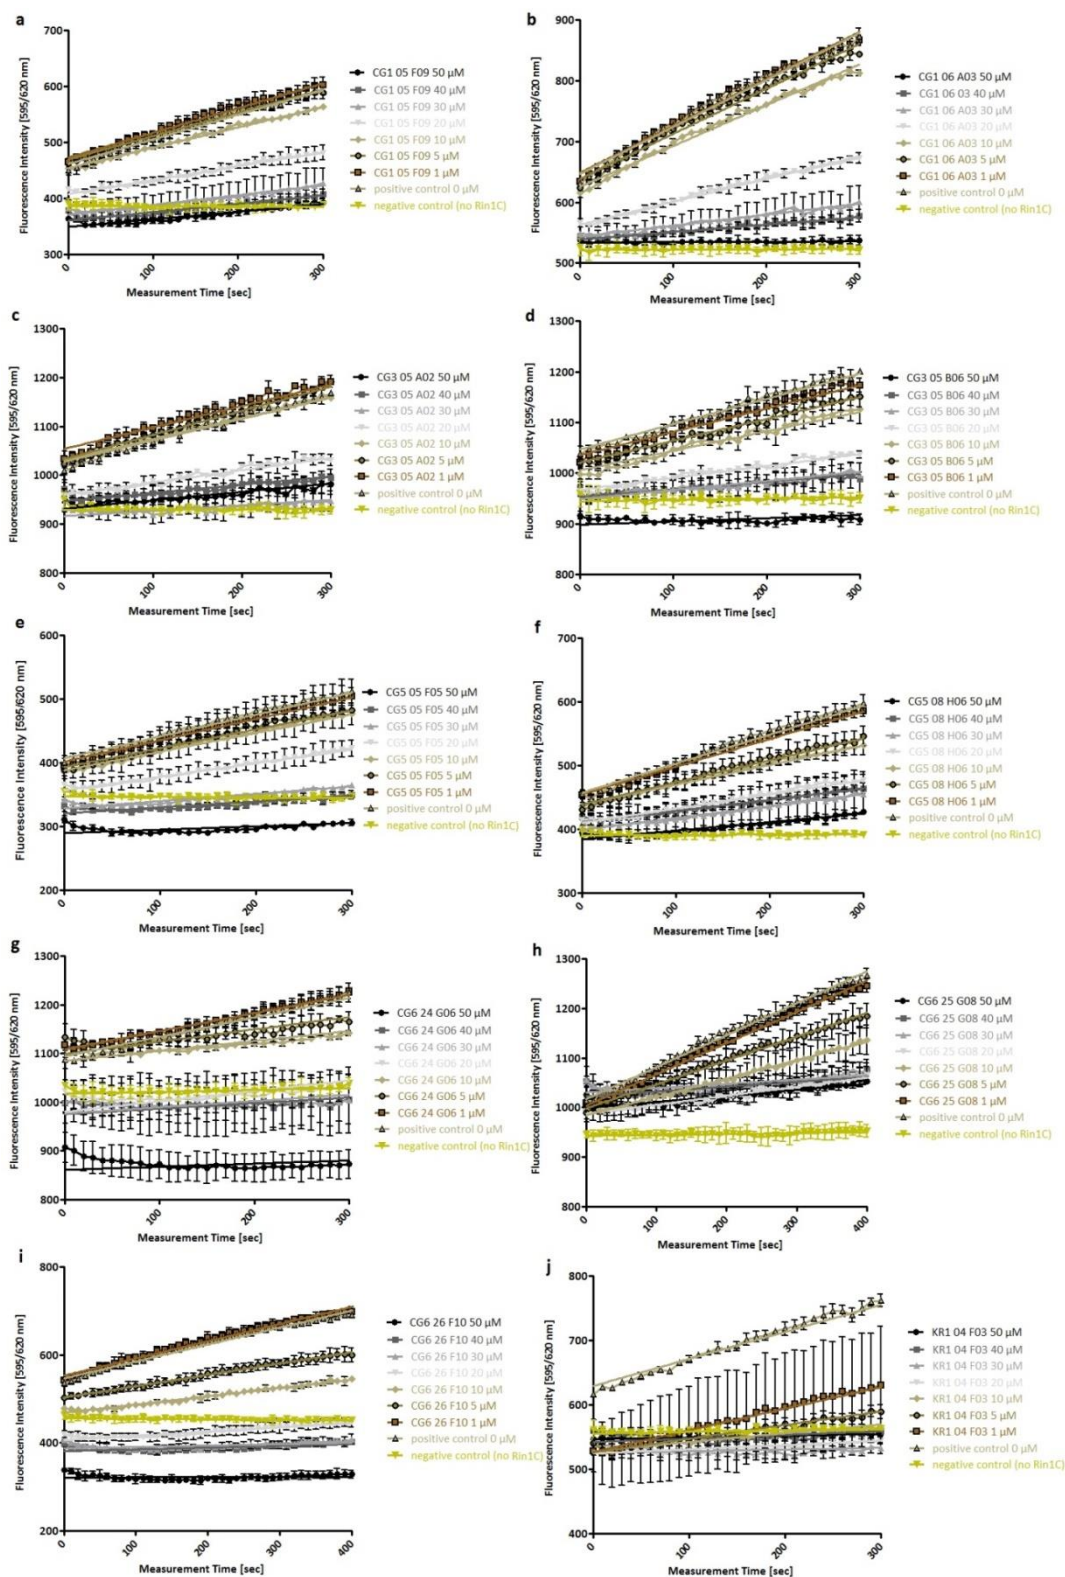 a
Fluorescence Intensity [595/620 nm]
700
600
500
400
300
0
100
200
300
Measurement Time [sec]
CG1 05 F09 50 µM
CG1 05 F09 40 µM
CG1 05 F09 30 µM
CG1 05 F09 20 µM
CG1 05 F09 10 µM
CG1 05 F09 5 µM
CG1 05 F09 1 µM
positive control 0 µM
negative control (no Rin1C)
b
Fluorescence Intensity [595/620 nm]
900
800
700
600
500
0
100
200
300
Measurement Time [sec]
CG1 06 A03 50 µM
CG1 06 03 40 µM
CG1 06 A03 30 µM
CG1 06 A03 20 µM
CG1 06 A03 10 µM
CG1 06 A03 5 µM
CG1 06 A03 1 µM
positive control 0 µM
negative control (no Rin1C)
c
Fluorescence Intensity [595/620 nm]
1300
1200
1100
1000
900
800
0
100
200
300
Measurement Time [sec]
CG3 05 A02 50 µM
CG3 05 A02 40 µM
CG3 05 A02 30 µM
CG3 05 A02 20 µM
CG3 05 A02 10 µM
CG3 05 A02 5 µM
CG3 05 A02 1 µM
positive control 0 µM
negative control (no Rin1C)
d
Fluorescence Intensity [595/620 nm]
1300
1200
1100
1000
900
800
0
100
200
300
Measurement Time [sec]
CG3 05 B06 50 µM
CG3 05 B06 40 µM
CG3 05 B06 30 µM
CG3 05 B06 20 µM
CG3 05 B06 10 µM
CG3 05 B06 5 µM
CG3 05 B06 1 µM
positive control 0 µM
negative control (no Rin1C)
e
Fluorescence Intensity [595/620 nm]
600
500
400
300
200
0
100
200
300
Measurement Time [sec]
CG5 05 F05 50 µM
CG5 05 F05 40 µM
CG5 05 F05 30 µM
CG5 05 F05 20 µM
CG5 05 F05 10 µM
CG5 05 F05 5 µM
CG5 05 F05 1 µM
positive control 0 µM
negative control (no Rin1C)
f
Fluorescence Intensity [595/620 nm]
700
600
500
400
300
0
100
200
300
Measurement Time [sec]
CG5 08 H06 50 µM
CG5 08 H06 40 µM
CG5 08 H06 30 µM
CG5 08 H06 20 µM
CG5 08 H06 10 µM
CG5 08 H06 5 µM
CG5 08 H06 1 µM
positive control 0 µM
negative control (no Rin1C)
g
Fluorescence Intensity [595/620 nm]
1300
1200
1100
1000
900
800
0
100
200
300
Measurement Time [sec]
CG6 24 G06 50 µM
CG6 24 G06 40 µM
CG6 24 G06 30 µM
CG6 24 G06 20 µM
CG6 24 G06 10 µM
CG6 24 G06 5 µM
CG6 24 G06 1 µM
positive control 0 µM
negative control (no Rin1C)
h
Fluorescence Intensity [595/620 nm]
1300
1200
1100
1000
900
800
0
100
200
300
400
Measurement Time [sec]
CG6 25 G08 50 µM
CG6 25 G08 40 µM
CG6 25 G08 30 µM
CG6 25 G08 20 µM
CG6 25 G08 10 µM
CG6 25 G08 5 µM
CG6 25 G08 1 µM
positive control 0 µM
negative control (no Rin1C)
i
Fluorescence Intensity [595/620 nm]
800
600
400
200
0
100
200
300
400
Measurement Time [sec]
CG6 26 F10 50 µM
CG6 26 F10 40 µM
CG6 26 F10 30 µM
CG6 26 F10 20 µM
CG6 26 F10 10 µM
CG6 26 F10 5 µM
CG6 26 F10 1 µM
positive control 0 µM
negative control (no Rin1C)
j
Fluorescence Intensity [595/620 nm]
800
700
600
500
400
0
100
200
300
Measurement Time [sec]
KR1 04 F03 50 µM
KR1 04 F03 40 µM
KR1 04 F03 30 µM
KR1 04 F03 20 µM
KR1 04 F03 10 µM
KR1 04 F03 5 µM
KR1 04 F03 1 µM
positive control 0 µM
negative control (no Rin1C)